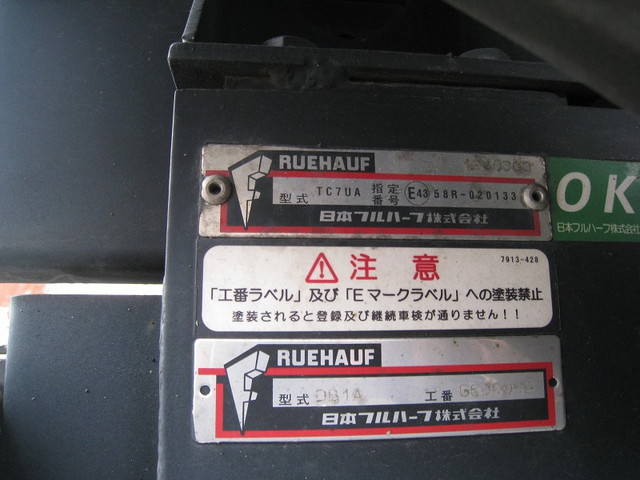 FRUEHAUF
型式 TC7UA 指定番号 E43 58R-020133
日本フルハーフ株式会社
OK
日本フルハーフ株式会社
⚠注意
7913-428
「工番ラベル」及び「Eマークラベル」への塗装禁止
塗装されると登録及び継続車検が通りません!!
FRUEHAUF
型式 DB1A 工番
日本フルハーフ株式会社